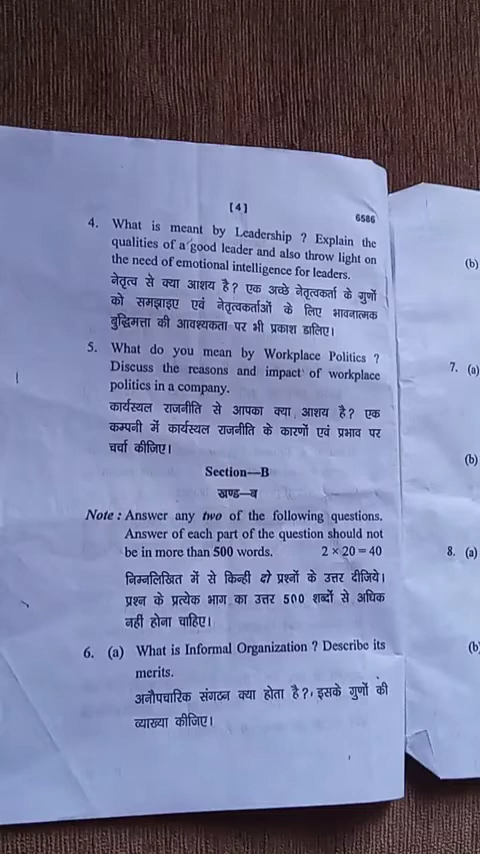 [4]
6586
4. What is meant by Leadership ? Explain the
qualities of a good leader and also throw light on
the need of emotional intelligence for leaders.
नेतृत्व से क्या आशय है? एक अच्छे नेतृत्वकर्ता के गुणों
को समझाइए एवं नेतृत्वकर्ताओं के लिए भावनात्मक
बुद्धिमत्ता की आवश्यकता पर भी प्रकाश डालिए।
5. What do you mean by Workplace Politics ?
Discuss the reasons and impact of workplace
politics in a company.
कार्यस्थल राजनीति से आपका क्या आशय है? एक
कम्पनी में कार्यस्थल राजनीति के कारणों एवं प्रभाव पर
चर्चा कीजिए।
Section—B
खण्ड—ब
Note : Answer any two of the following questions.
Answer of each part of the question should not
be in more than 500 words. 2 × 20 = 40
निम्नलिखित में से किन्हीं दो प्रश्नों के उत्तर दीजिये।
प्रश्न के प्रत्येक भाग का उत्तर 500 शब्दों से अधिक
नहीं होना चाहिए।
6. (a) What is Informal Organization ? Describe its
merits.
अनौपचारिक संगठन क्या होता है? इसके गुणों की
व्याख्या कीजिए।
(b)
7. (a)
(b)
8. (a)
(b)